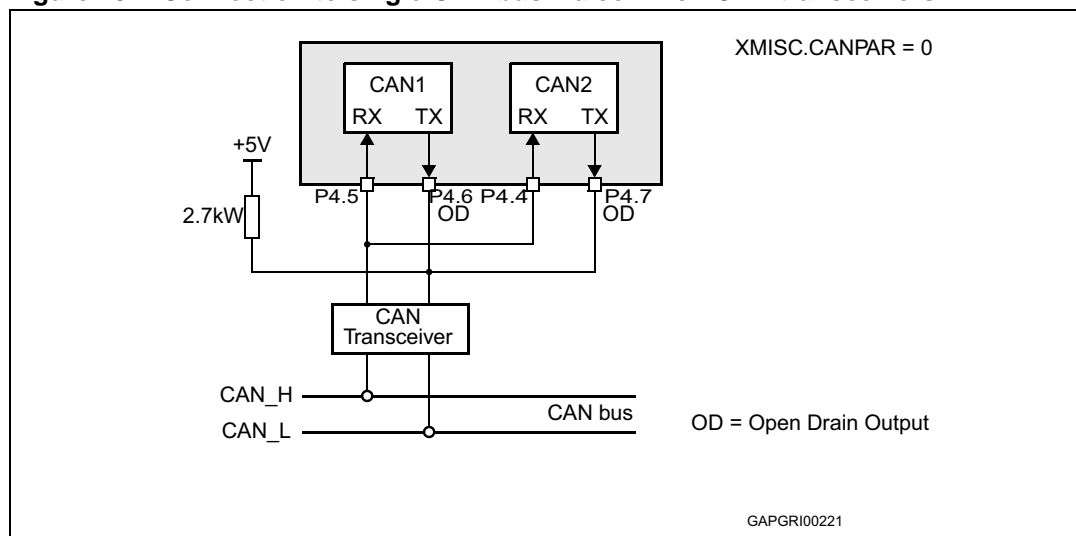 XMISC.CANPAR = 0
CAN1
RX TX
CAN2
RX TX
+5V
2.7kW
P4.5
P4.6
OD
P4.4
P4.7
OD
CAN
Transceiver
CAN_H
CAN bus
CAN_L
OD = Open Drain Output
GAPGRI00221